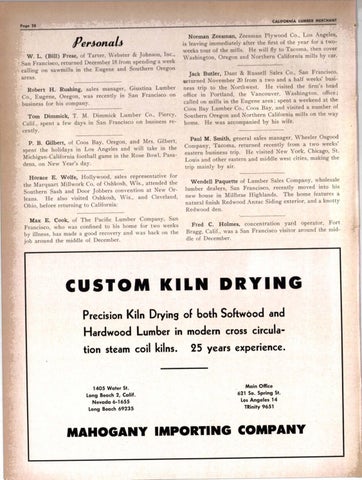 Page 26
CALIFORNIA LUMBER MERCHANT
Personals
W. L. (Bill) Frese, of Tarter, Webster & Johnson, Inc.,
San Francisco, returned December 18 from spending a week
calling on sawmills in the Eugene and Southern Oregon
areas.
Robert H. Rushing, sales manager, Giustina Lumber
Co., Eugene, Oregon, was recently in San Francisco on
business for his company.
Tom Dimmick, T. M. Dimmick Lumber Co., Piercy,
Calif., spent a few days in San Francisco on business re-
cently.
P. B. Gilbert, of Coos Bay, Oregon, and Mrs. Gilbert,
spent the holidays in Los Angeles and will take in the
Michigan-California football game in the Rose Bowl, Pasa-
dena, on New Year's day.
Horace E. Wolfe, Hollywood, sales representative for
the Marquart Millwork Co. of Oshkosh, Wis., attended the
Southern Sash and Door Jobbers convention at New Or-
leans. He also visited Oshkosh, Wis., and Cleveland,
Ohio, before returning to California.
Max E. Cook, of The Pacific Lumber Company, San
Francisco, who was confined to his home for two weeks
by illness, has made a good recovery and was back on the
job around the middle of December.
Norman Zeeman, Zeeman Plywood Co., Los Angeles,
is leaving immediately after the first of the year for a two-
weeks tour of the mills. He will fly to Tacoma, then cover
Washington, Oregon and Northern California mills by car.
Jack Butler, Dant & Russell Sales Co., San Francisco,
returned November 20 from a two and a half weeks' busi-
ness trip to the Northwest. He visited the firm's head
office in Portland, the Vancouver, Washington, office;
called on mills in the Eugene area; spent a weekend at the
Coos Bay Lumber Co., Coos Bay, and visited a number of
Southern Oregon and Northern California mills on the way
home. He was accompanied by his wife.
Paul M. Smith, general sales manager, Wheeler Osgood
Company, Tacoma, returned recently from a two weeks'
eastern business trip. He visited New York, Chicago, St.
Louis and other eastern and middle west cities, making the
trip mainly by air.
Wendell Paquette of Lumber Sales Company, wholesale
lumber dealers, San Francisco, recently moved into his
new house in Millbrae Highlands. The home features a
natural finish Redwood Anzac Siding exterior, and a knotty
Redwood den.
Fred C. Holmes, concentration yard operator, Fort
Bragg, Calif., was a San Francisco visitor around the mid-
dle of December.
CUSTOM KILN DRYING
Precision Kiln Drying of both Softwood and
Hardwood Lumber in modern cross circula-
tion steam coil kilns. 25 years experience.
1405 Water St.
Long Beach 2, Calif.
Nevada 6-1655
Long Beach 69235
Main Office
621 So. Spring St.
Los Angeles 14
TRinity 9651
MAHOGANY IMPORTING COMPANY